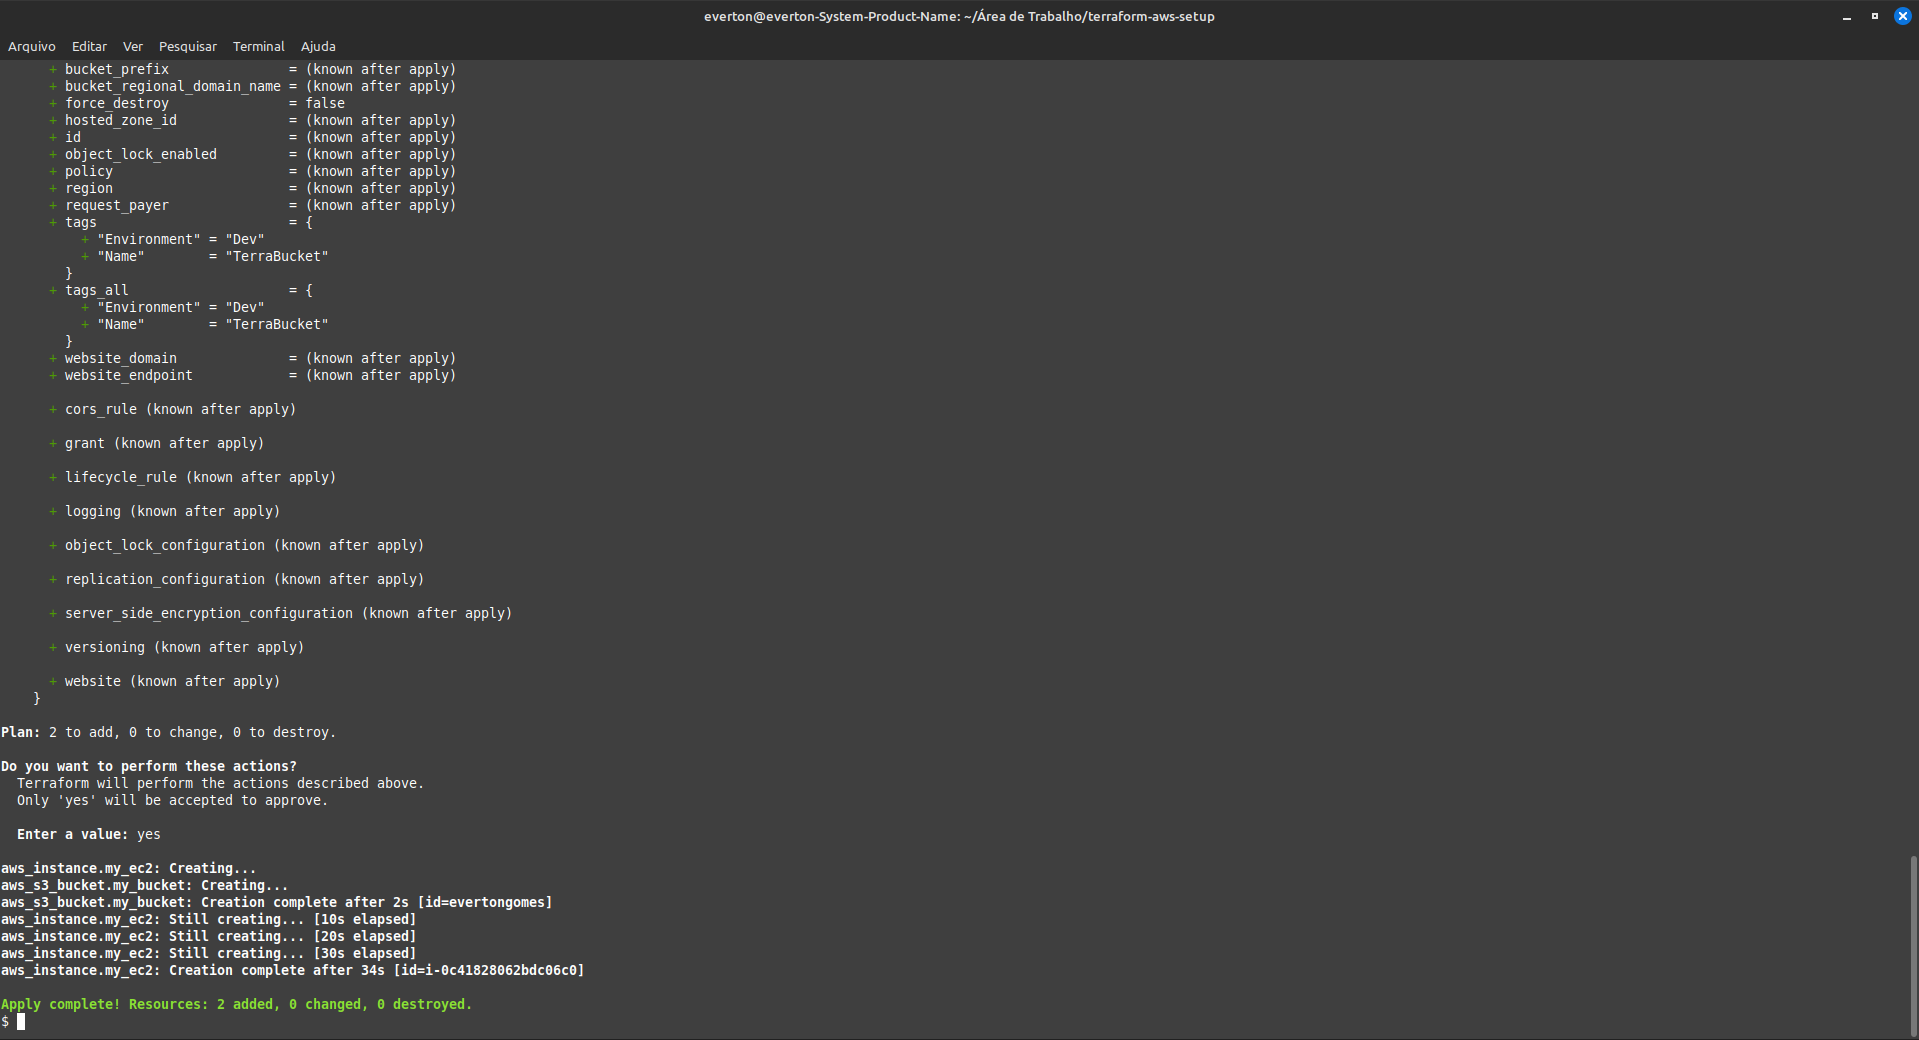 everton@everton-System-Product-Name: ~/Área de Trabalho/terraform-aws-setup
Arquivo Editar Ver Pesquisar Terminal Ajuda
      + bucket_prefix               = (known after apply)
      + bucket_regional_domain_name = (known after apply)
      + force_destroy               = false
      + hosted_zone_id              = (known after apply)
      + id                          = (known after apply)
      + object_lock_enabled         = (known after apply)
      + policy                      = (known after apply)
      + region                      = (known after apply)
      + request_payer               = (known after apply)
      + tags                        = {
          + "Environment" = "Dev"
          + "Name"        = "TerraBucket"
        }
      + tags_all                    = {
          + "Environment" = "Dev"
          + "Name"        = "TerraBucket"
        }
      + website_domain              = (known after apply)
      + website_endpoint            = (known after apply)

      + cors_rule (known after apply)

      + grant (known after apply)

      + lifecycle_rule (known after apply)

      + logging (known after apply)

      + object_lock_configuration (known after apply)

      + replication_configuration (known after apply)

      + server_side_encryption_configuration (known after apply)

      + versioning (known after apply)

      + website (known after apply)
    }

Plan: 2 to add, 0 to change, 0 to destroy.

Do you want to perform these actions?
  Terraform will perform the actions described above.
  Only 'yes' will be accepted to approve.

  Enter a value: yes

aws_instance.my_ec2: Creating...
aws_s3_bucket.my_bucket: Creating...
aws_s3_bucket.my_bucket: Creation complete after 2s [id=evertongomes]
aws_instance.my_ec2: Still creating... [10s elapsed]
aws_instance.my_ec2: Still creating... [20s elapsed]
aws_instance.my_ec2: Still creating... [30s elapsed]
aws_instance.my_ec2: Creation complete after 34s [id=i-0c41828062bdc06c0]

Apply complete! Resources: 2 added, 0 changed, 0 destroyed.
$